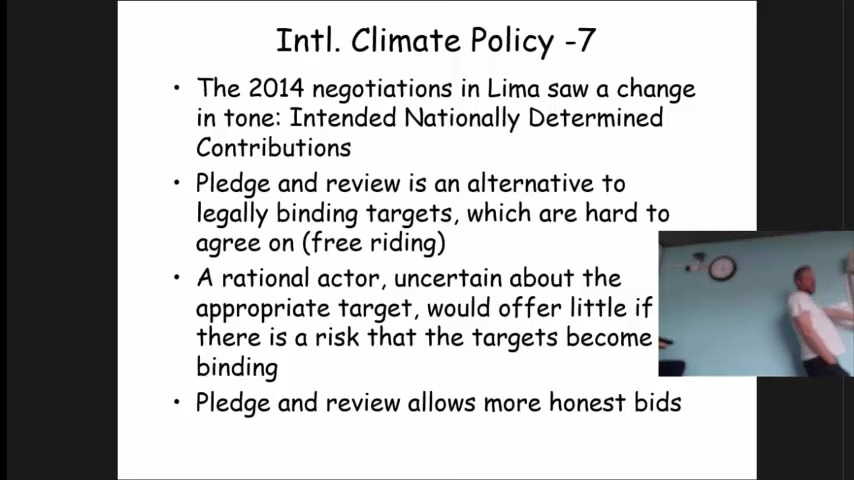 Intl. Climate Policy -7
• The 2014 negotiations in Lima saw a change
in tone: Intended Nationally Determined
Contributions
• Pledge and review is an alternative to
legally binding targets, which are hard to
agree on (free riding)
• A rational actor, uncertain about the
appropriate target, would offer little if
there is a risk that the targets become
binding
• Pledge and review allows more honest bids